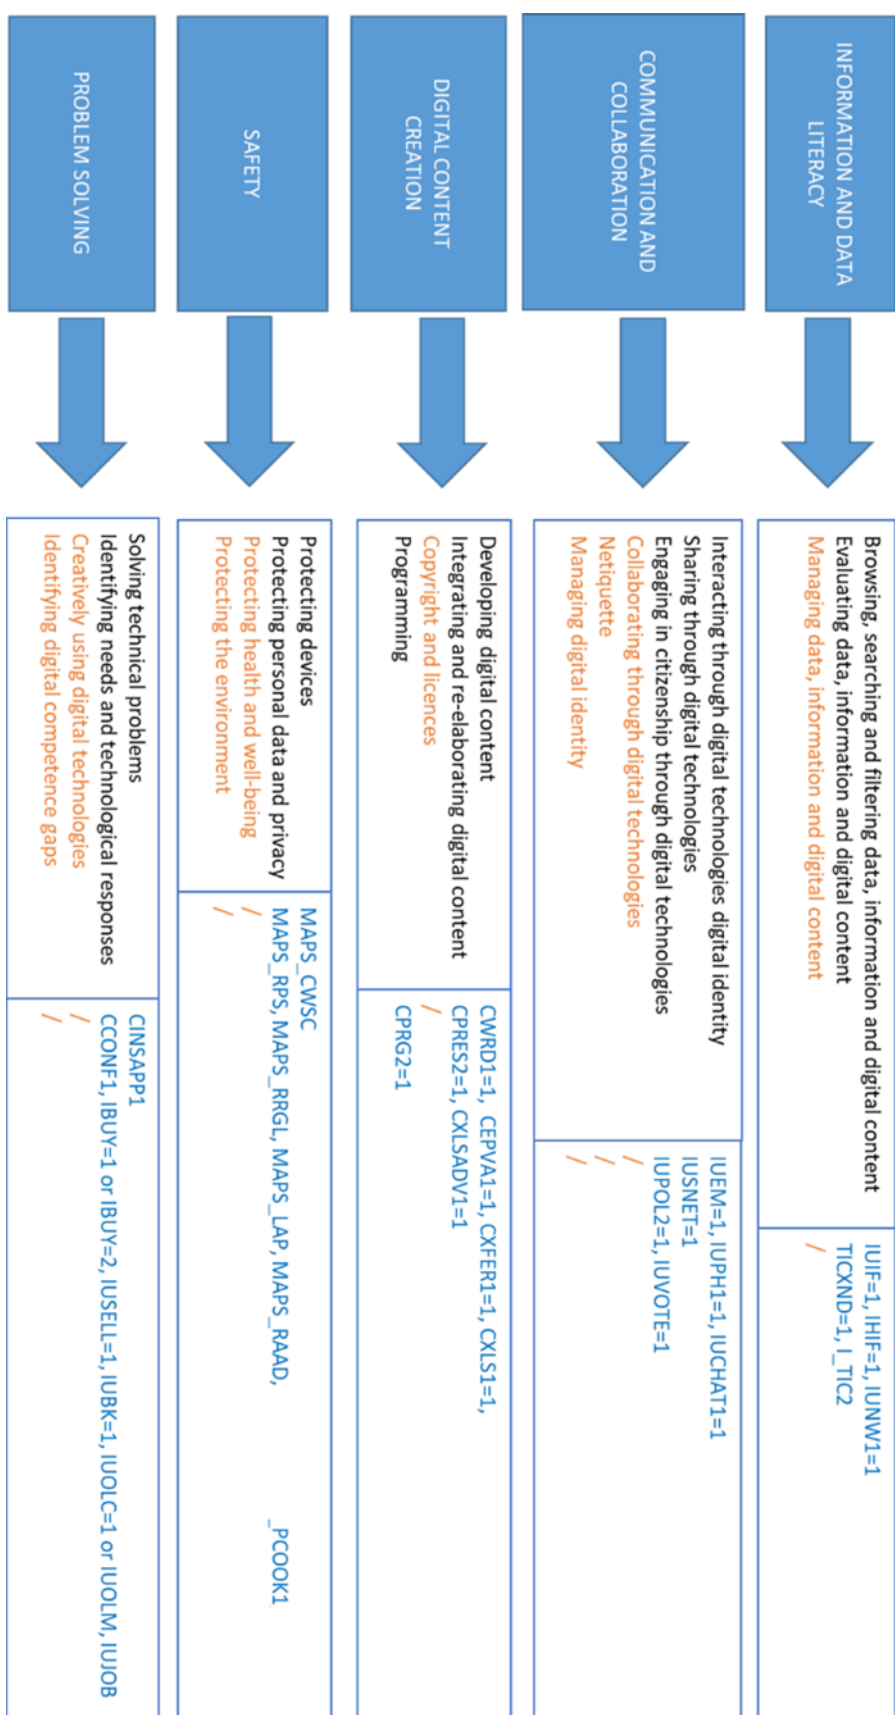 INFORMATION AND DATA
LITERACY
Browsing, searching and filtering data, information and digital content
Evaluating data, information and digital content
Managing data, information and digital content
IUIF=1, IHIF=1, IUNW1=1
TICXND=1, I_TIC2
/
COMMUNICATION AND
COLLABORATION
Interacting through digital technologies digital identity
Sharing through digital technologies
Engaging in citizenship through digital technologies
Collaborating through digital technologies
Netiquette
Managing digital identity
IUEM=1, IUPH1=1, IUCHAT1=1
IUSNET=1
IUPOL2=1, IUVOTE=1
/
/
/
DIGITAL CONTENT
CREATION
Developing digital content
Integrating and re-elaborating digital content
Copyright and licences
Programming
CWRD1=1, CEPVA1=1, CXFER1=1, CXLS1=1,
CPRES2=1, CXLSADV1=1
/
CPRG2=1
SAFETY
Protecting devices
Protecting personal data and privacy
Protecting health and well-being
Protecting the environment
MAPS_CWSC
MAPS_RPS, MAPS_RRGL, MAPS_LAP, MAPS_RAAD, _PCOOK1
/
/
PROBLEM SOLVING
Solving technical problems
Identifying needs and technological responses
Creatively using digital technologies
Identifying digital competence gaps
CINSAPP1
CCONF1, IBUY=1 or IBUY=2, IUSELL=1, IUBK=1, IUOLC=1 or IUOLM, IUJOB
/
/